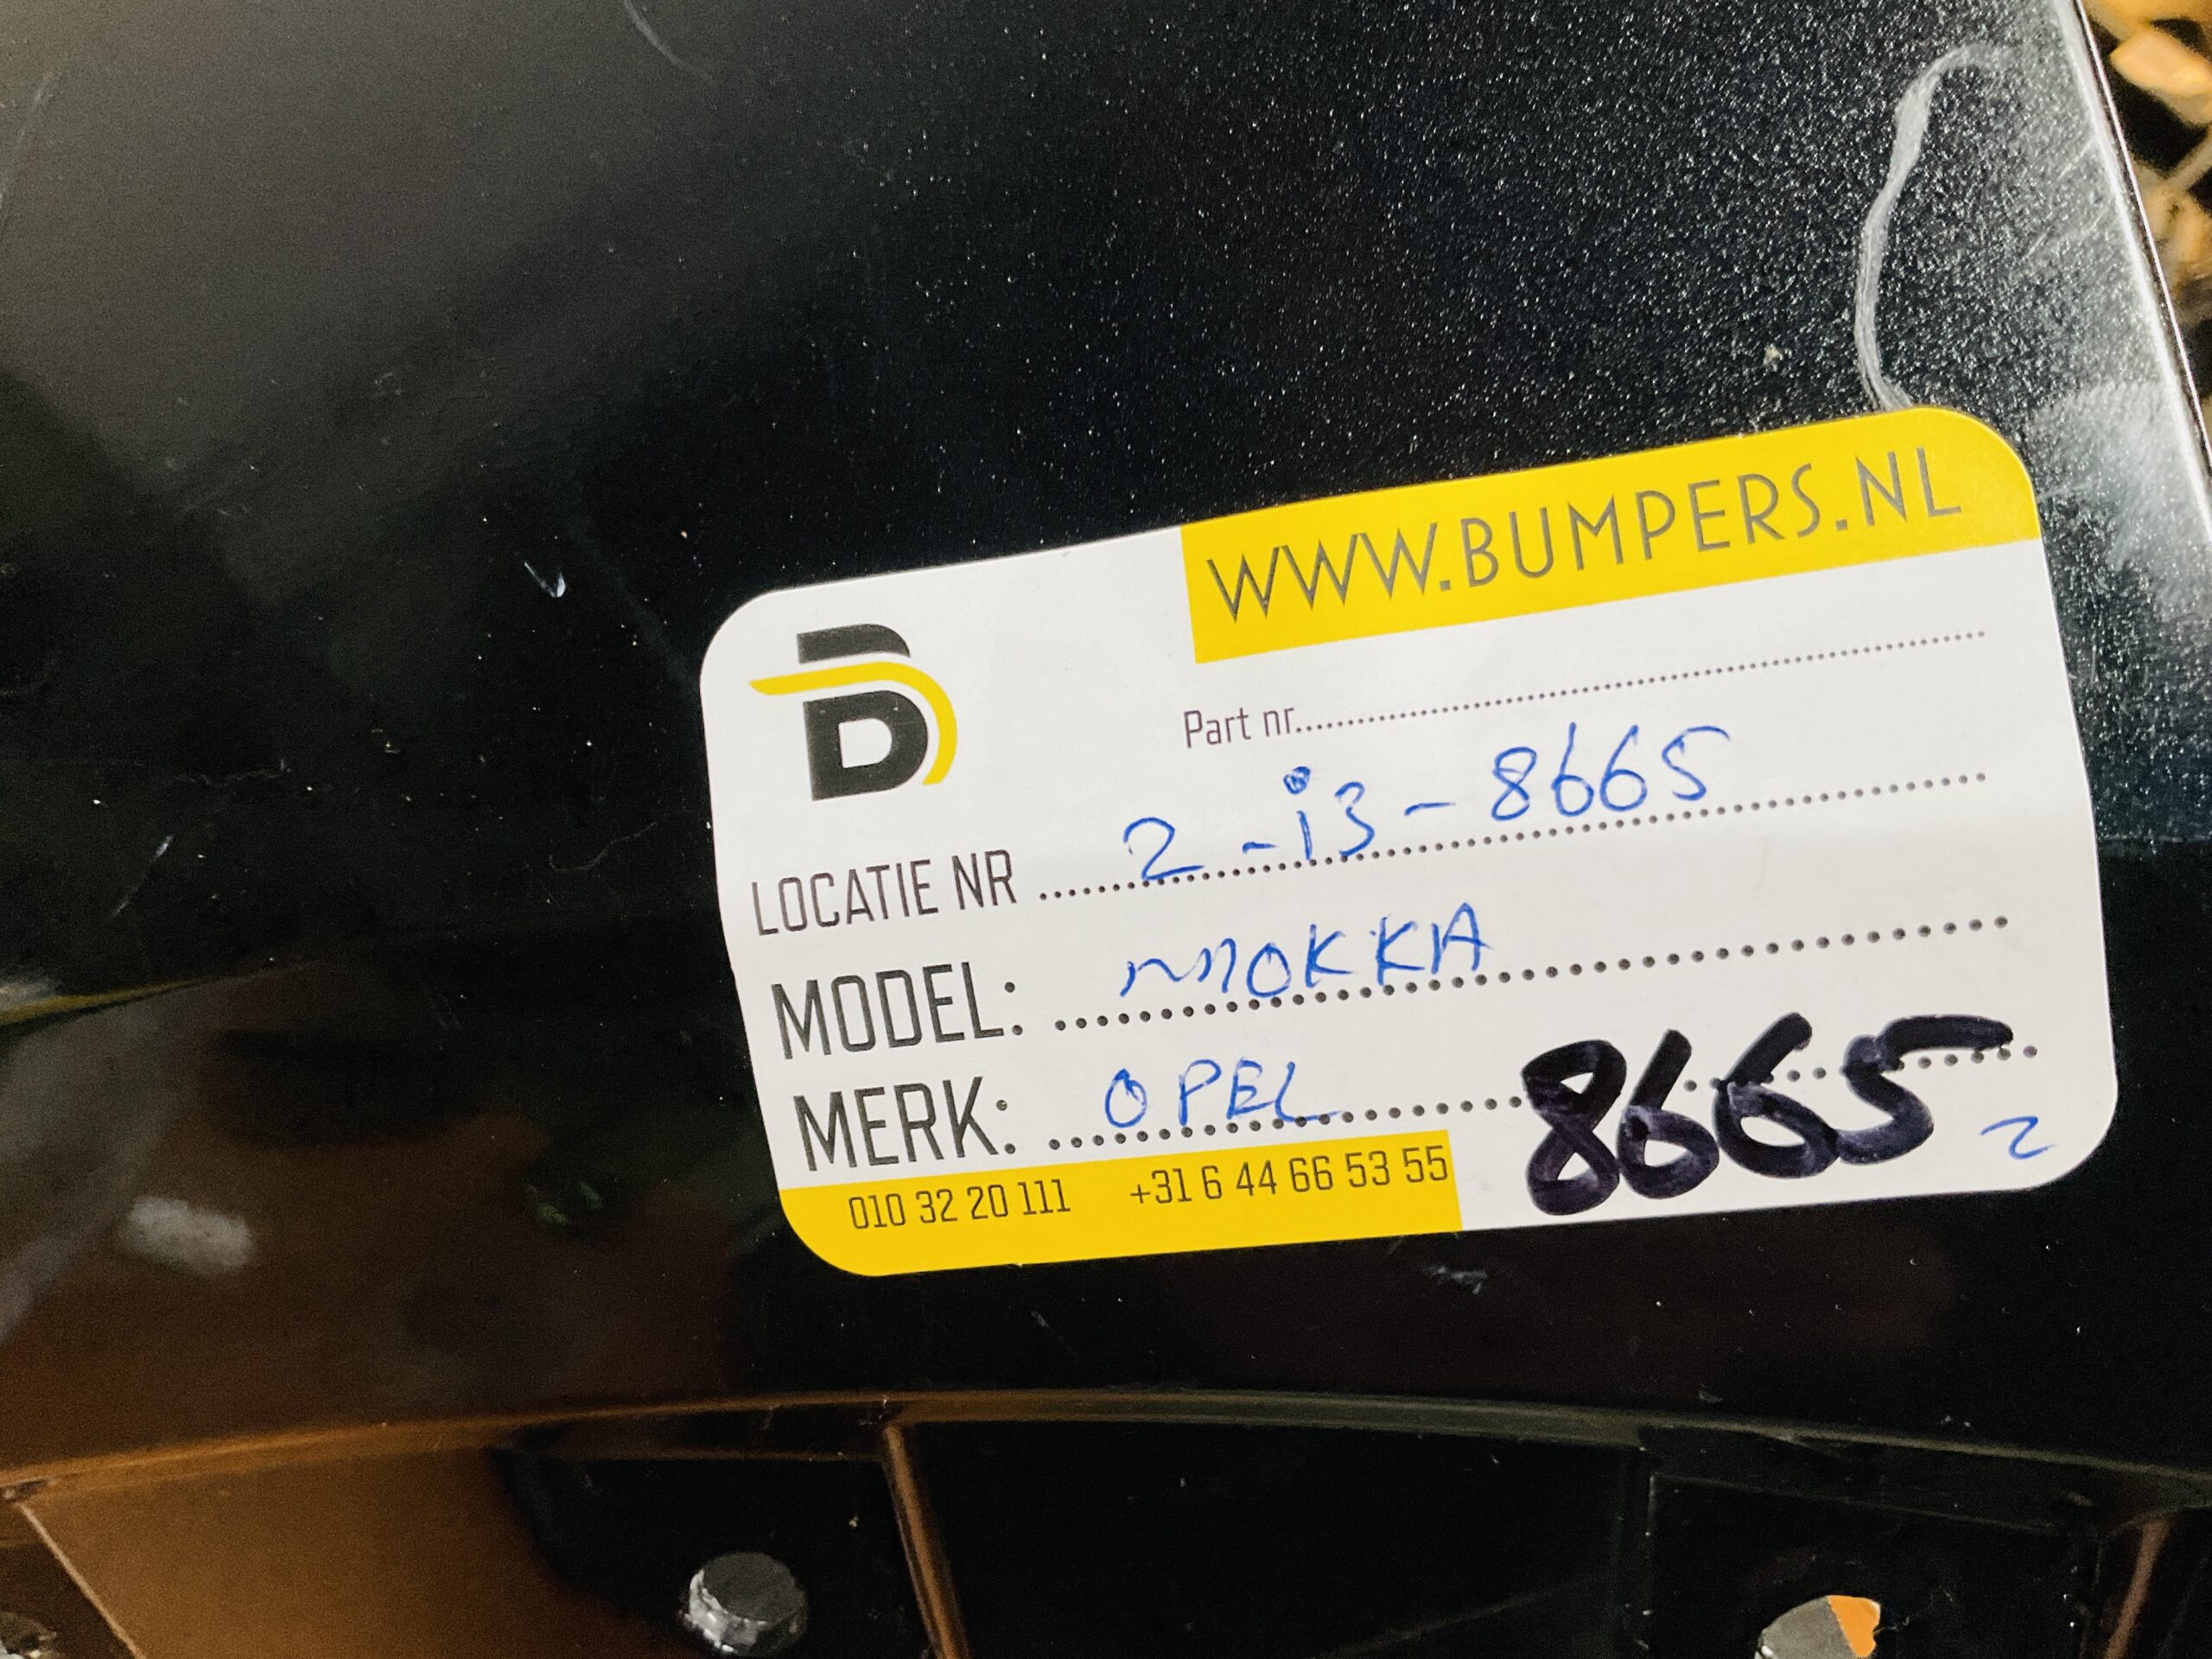 WWW.BUMPERS.NL
B
Part nr..........
LOCATIE NR 2-i3-8665
MODEL: MOKKA
MERK: OPEL
8665 2
010 32 20 111 +31 6 44 66 53 55